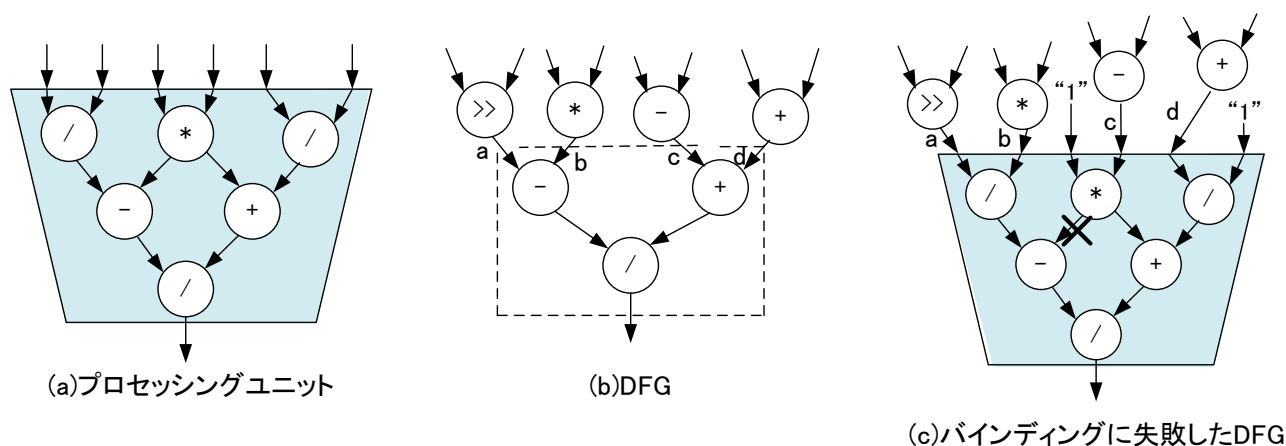 / * /
- +
/
(a)プロセッシングユニット
>> * - +
a b c d
- +
/
(b)DFG
- +
>> * "1" c d "1"
a b
/ * /
- +
/
(c)バインディングに失敗したDFG